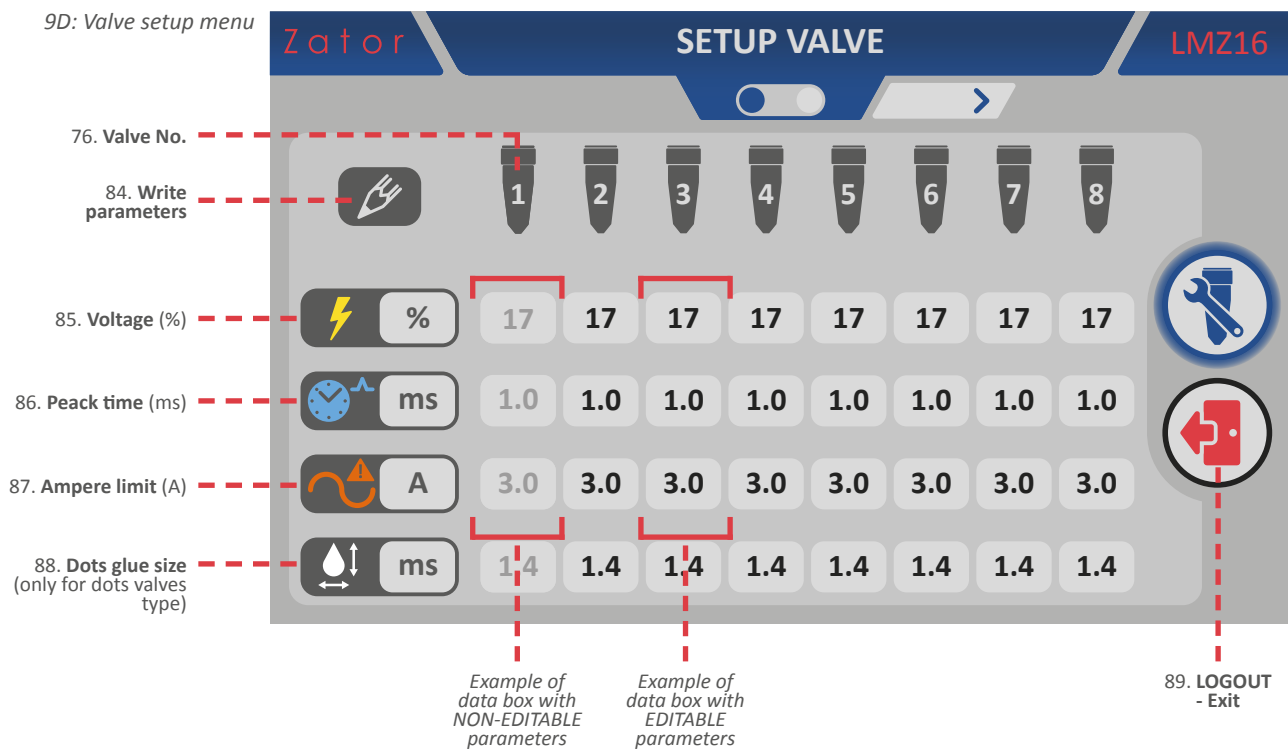 9D: Valve setup menu
Zator
SETUP VALVE
LMZ16
76. Valve No.
1 2 3 4 5 6 7 8
84. Write
parameters
85. Voltage (%)
% 17 17 17 17 17 17 17 17
86. Peack time (ms)
ms 1.0 1.0 1.0 1.0 1.0 1.0 1.0 1.0
87. Ampere limit (A)
A 3.0 3.0 3.0 3.0 3.0 3.0 3.0 3.0
88. Dots glue size
(only for dots valves
type)
ms 1.4 1.4 1.4 1.4 1.4 1.4 1.4 1.4
Example of
data box with
NON-EDITABLE
parameters
Example of
data box with
EDITABLE
parameters
89. LOGOUT
- Exit